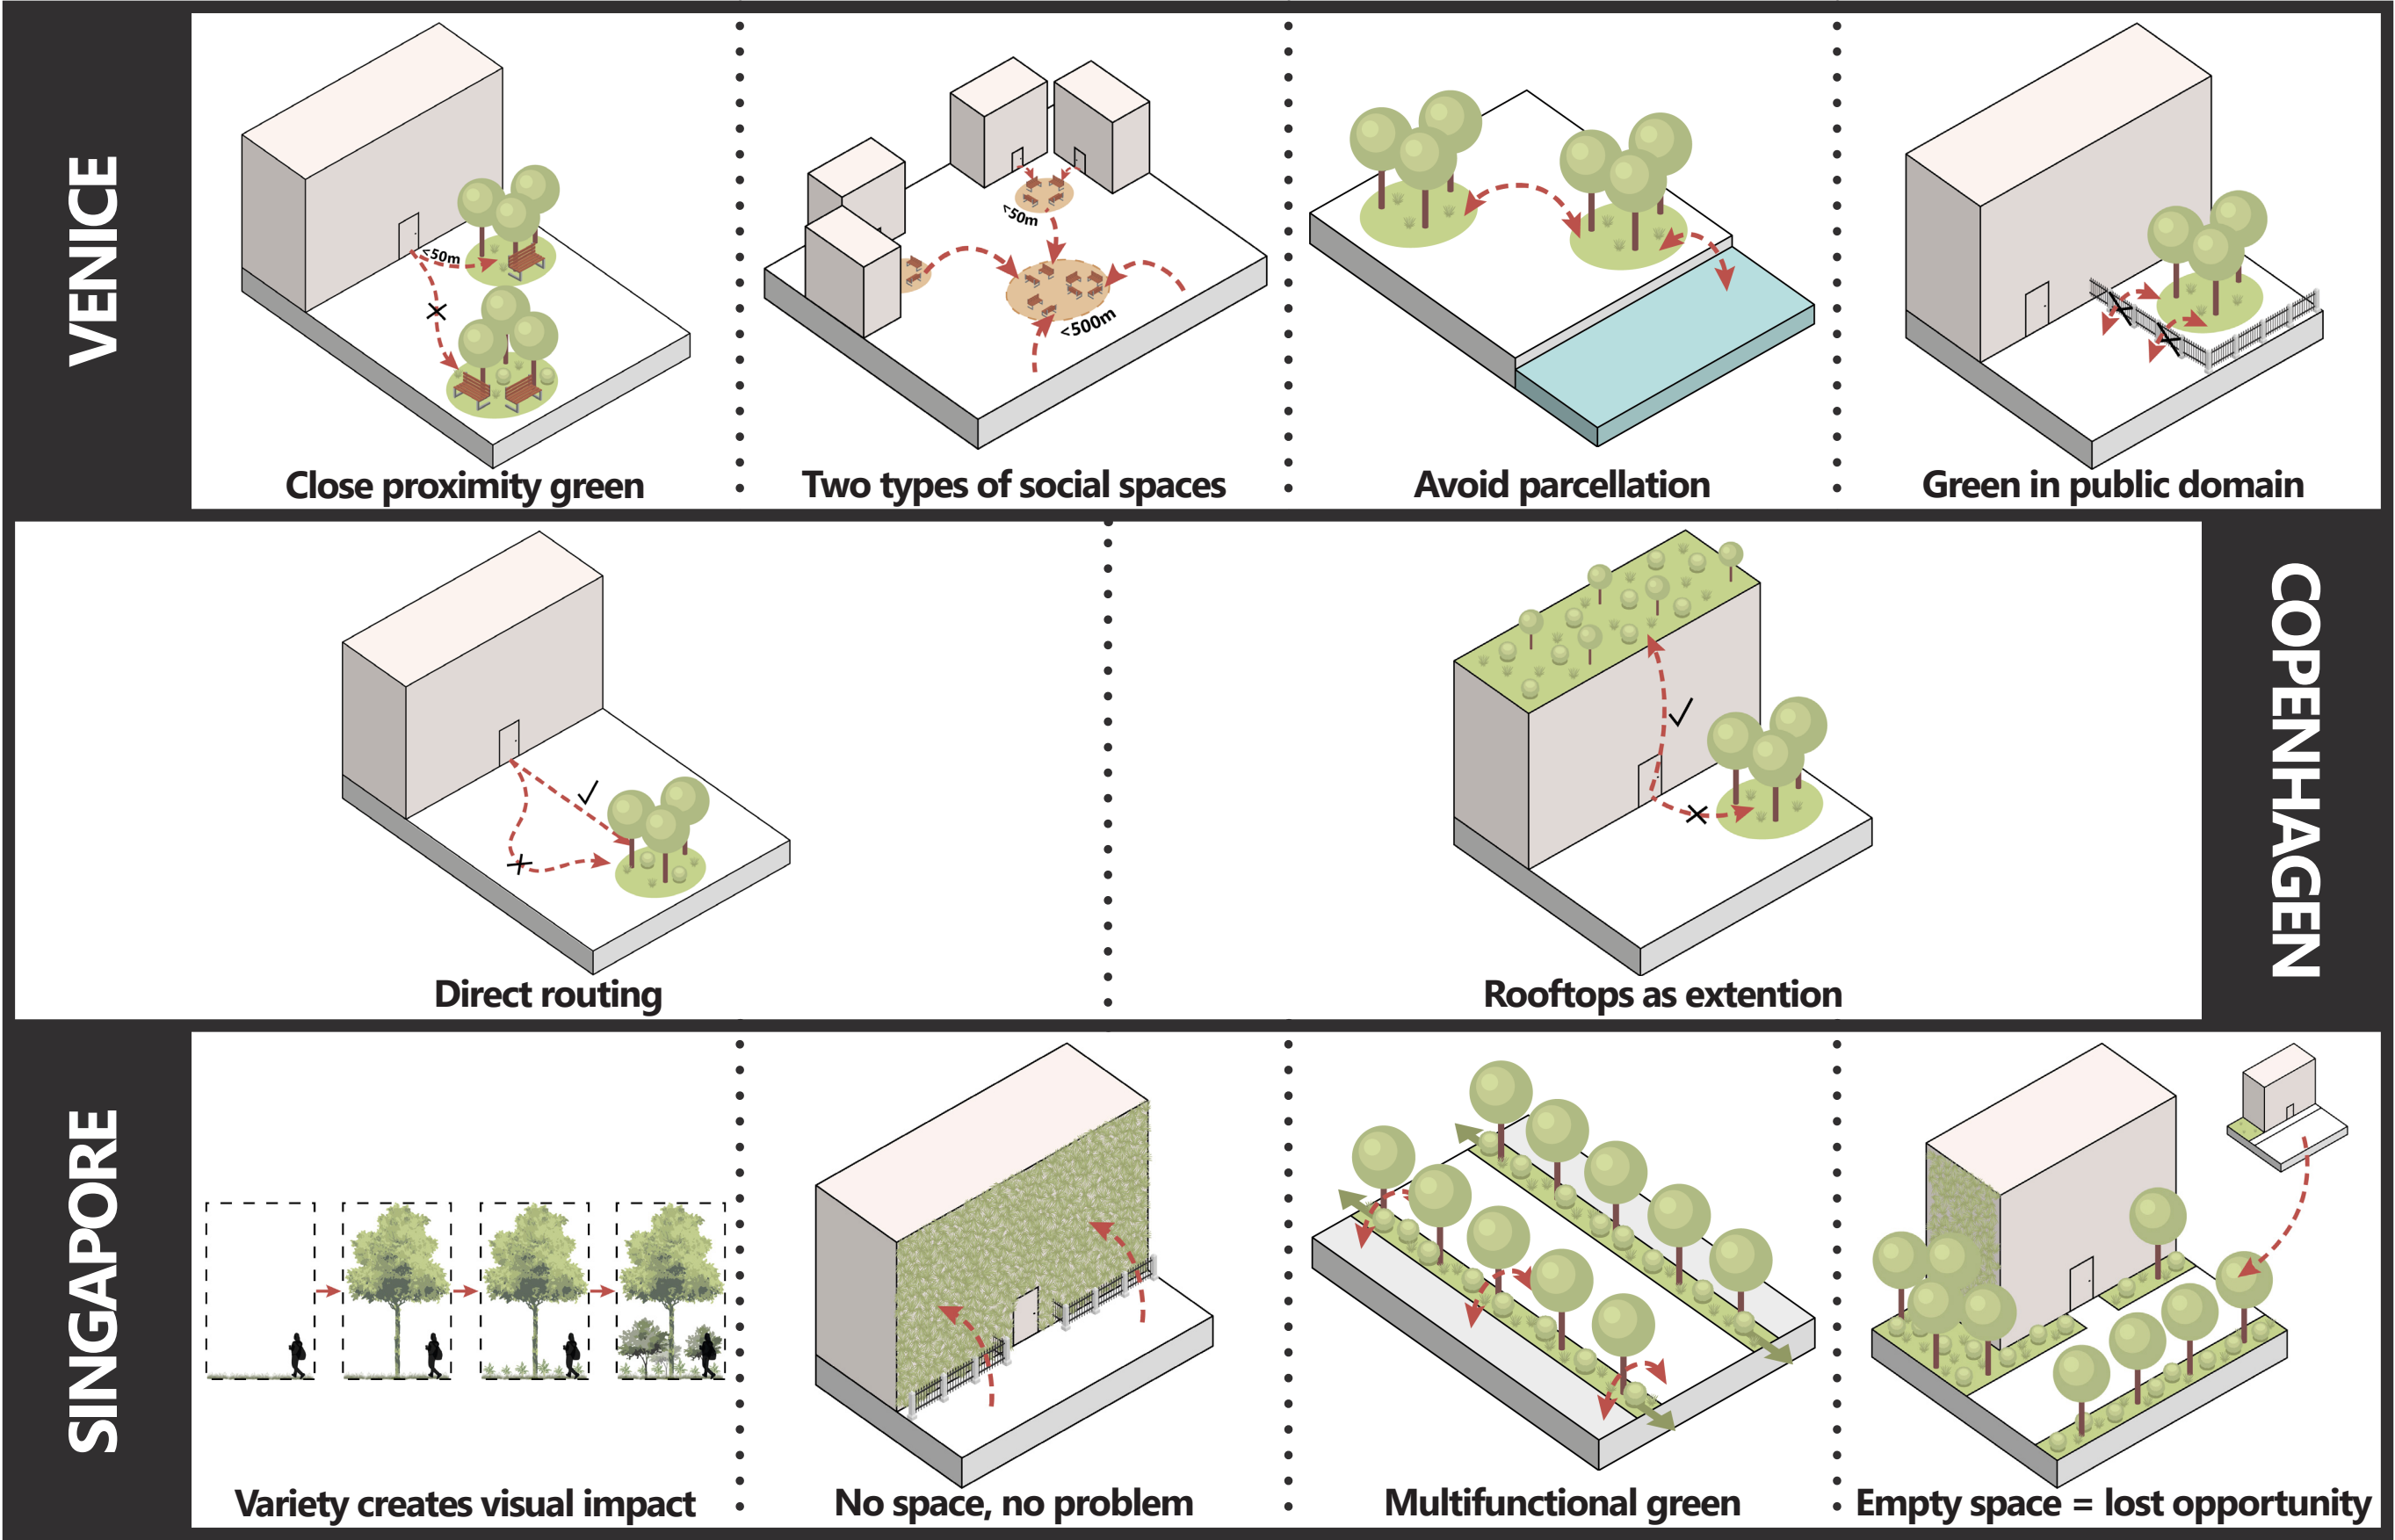 VENICE
<50m
Close proximity green
<50m
<500m
Two types of social spaces
Avoid parcellation
Green in public domain
COPENHAGEN
Direct routing
Rooftops as extention
SINGAPORE
Variety creates visual impact
No space, no problem
Multifunctional green
Empty space = lost opportunity